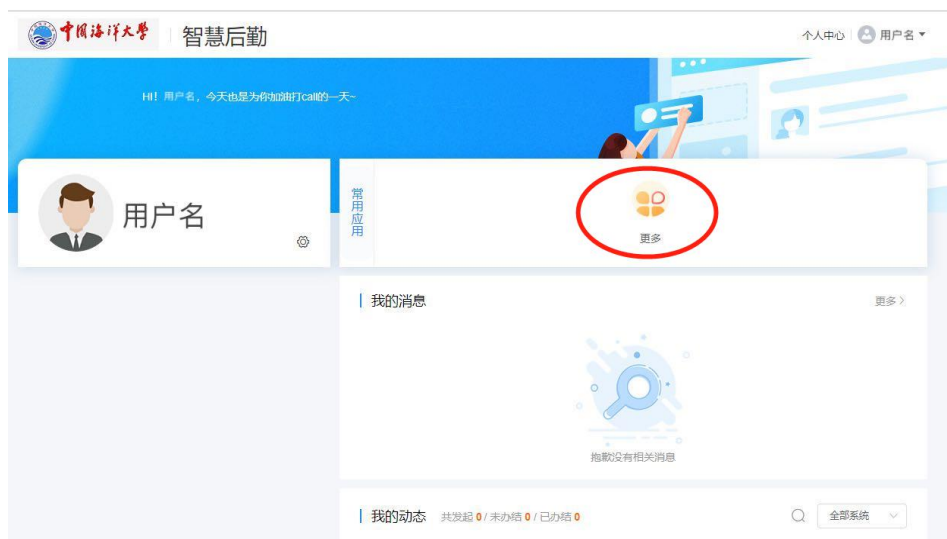 中国海洋大学 智慧后勤 个人中心 用户名
HI！用户名，今天也是为你加油打call的一天~
用户名
常用应用
更多
我的消息 更多
抱歉没有相关消息
我的动态 共发起 0 / 未办结 0 / 已办结 0 全部系统